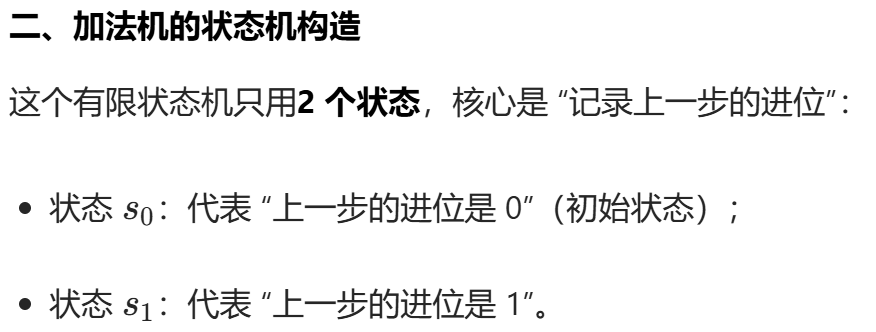 二、加法机的状态机构造
这个有限状态机只用2 个状态，核心是 “记录上一步的进位”：
• 状态 s₀：代表 “上一步的进位是 0”（初始状态）；
• 状态 s₁：代表 “上一步的进位是 1”。